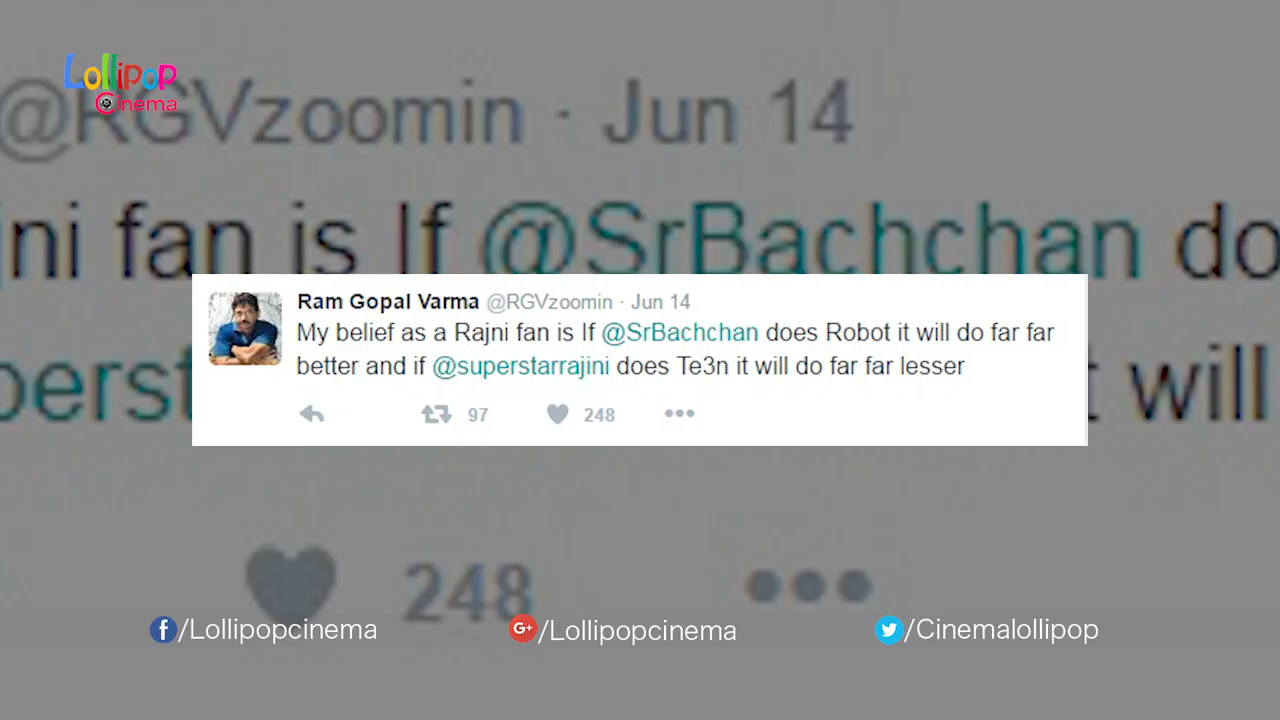 Lollipop
Cinema
@RGVzoomin · Jun 14
ni fan is If @SrBachchan do
will
Ram Gopal Varma @RGVzoomin · Jun 14
My belief as a Rajni fan is If @SrBachchan does Robot it will do far far
better and if @superstarrajini does Te3n it will do far far lesser
97 248
248
/Lollipopcinema /Lollipopcinema /Cinemalollipop